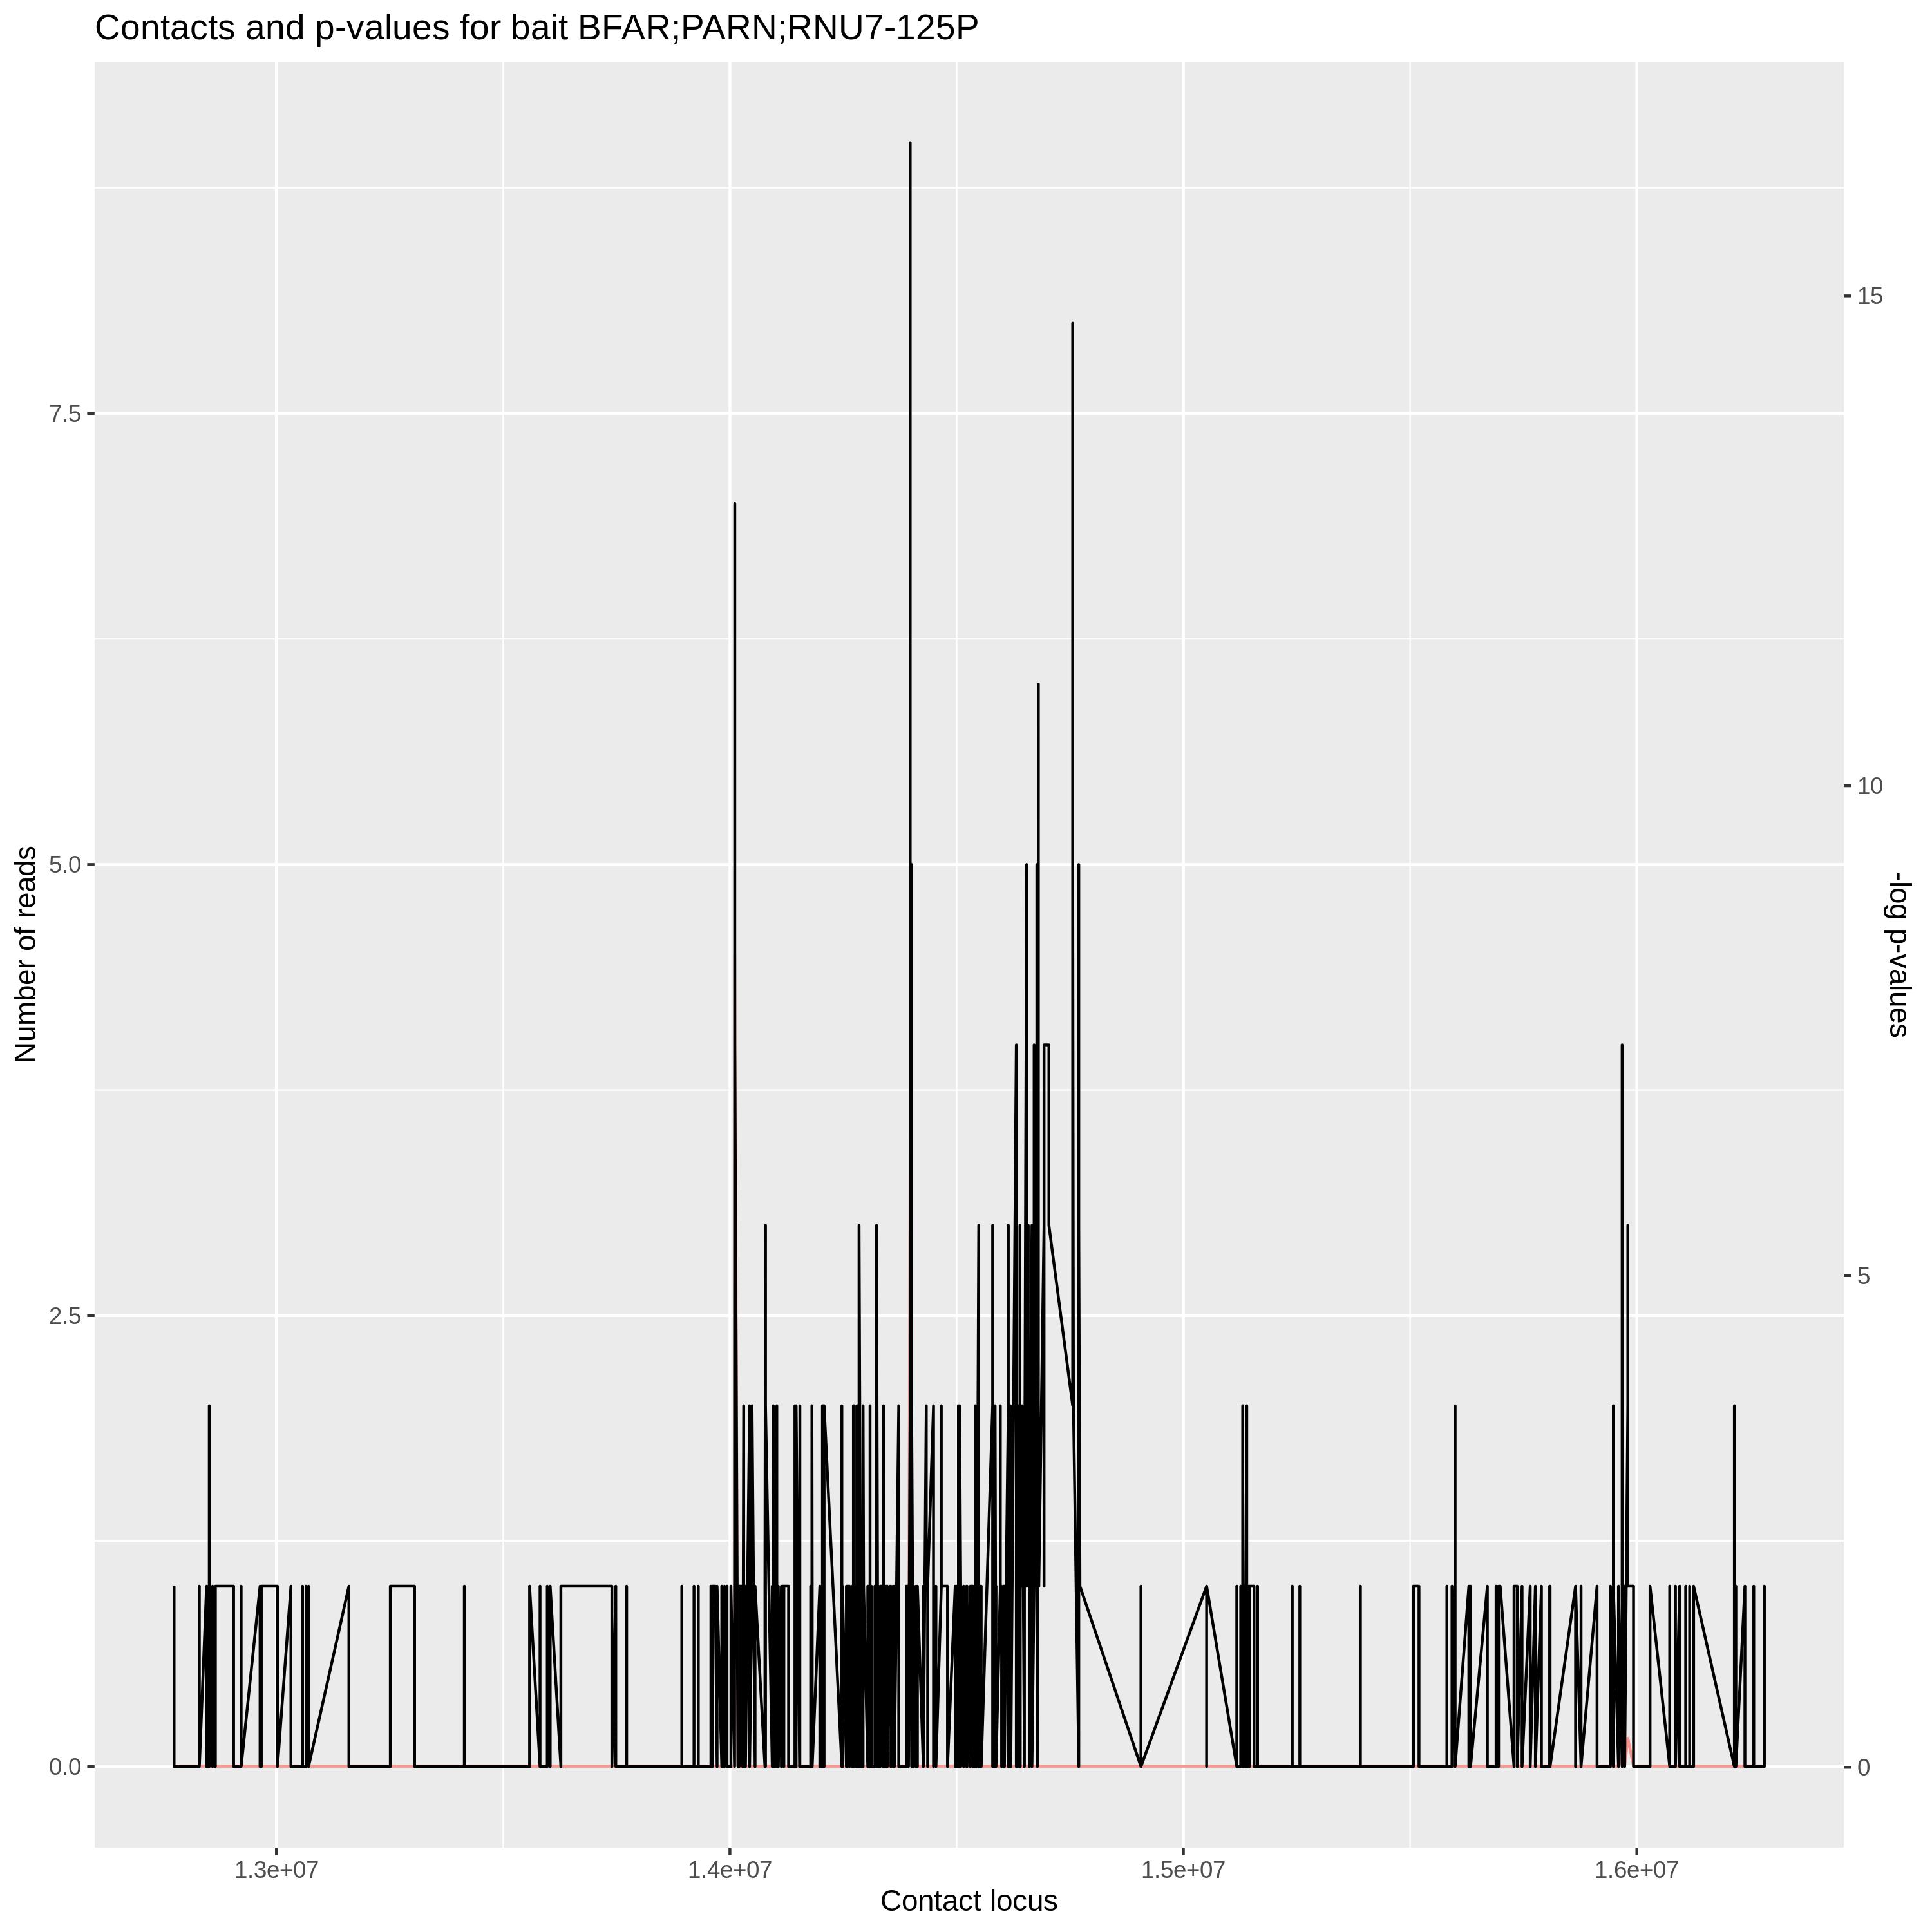 Contacts and p-values for bait BFAR;PARN;RNU7-125P
Number of reads
7.5
5.0
2.5
0.0
15
10
5
0
-log p-values
1.3e+07
1.4e+07
1.5e+07
1.6e+07
Contact locus